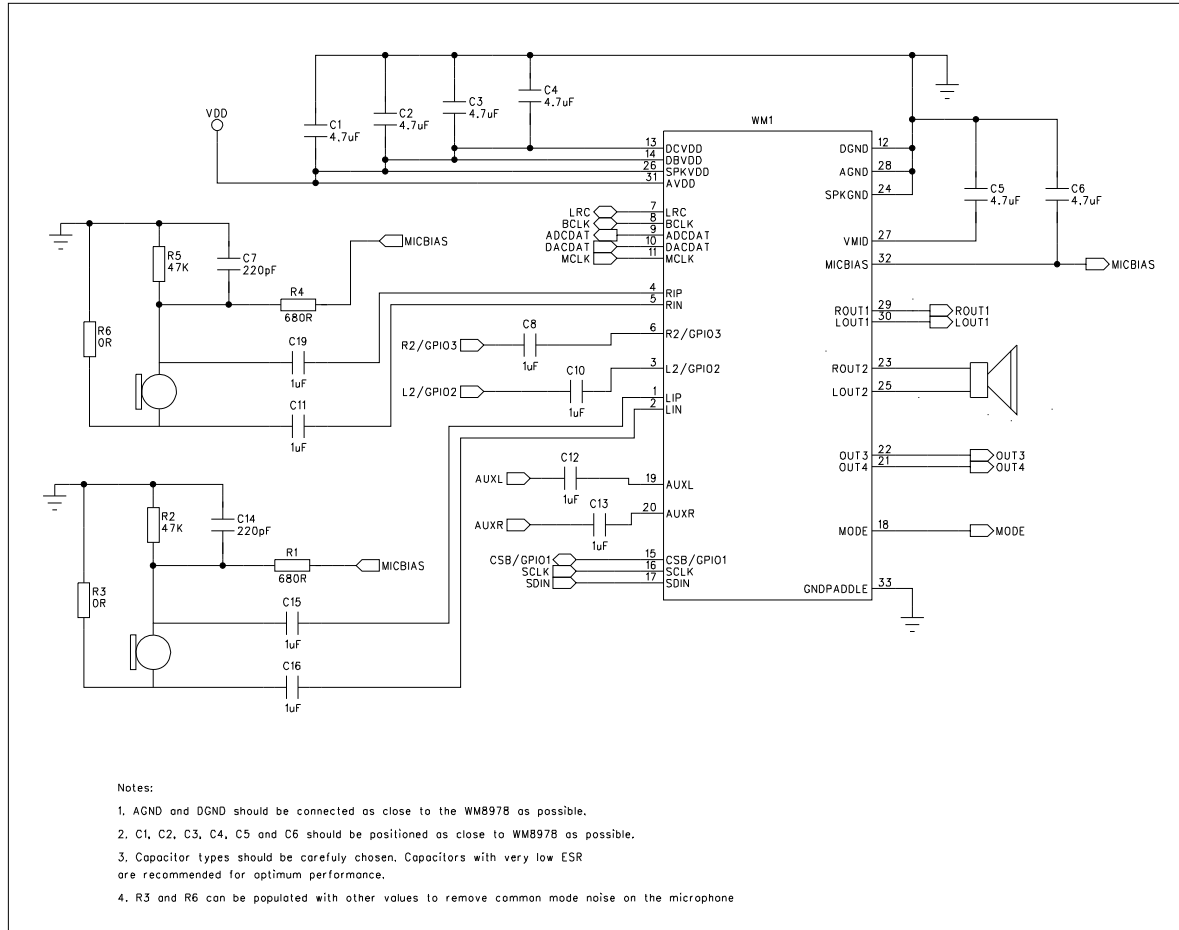 VDD
C1
4.7uF
C2
4.7uF
C3
4.7uF
C4
4.7uF
WM1
13 DCVDD
14 DBVDD
26 SPKVDD
31 AVDD
DGND 12
AGND 28
SPKGND 24
C5
4.7uF
C6
4.7uF
LRC 7 LRC
BCLK 8 BCLK
ADCDAT 9 ADCDAT
DACDAT 10 DACDAT
MCLK 11 MCLK
VMID 27
MICBIAS 32 MICBIAS
R5
47K
C7
220pF
MICBIAS
R4
680R
R6
0R
4 RIP
5 RIN
ROUT1 29 ROUT1
LOUT1 30 LOUT1
C19
1uF
C11
1uF
R2/GPIO3
C8
1uF
6 R2/GPIO3
L2/GPIO2
C10
1uF
3 L2/GPIO2
1 LIP
2 LIN
ROUT2 23
LOUT2 25
OUT3 22 OUT3
OUT4 21 OUT4
AUXL
C12
1uF
19 AUXL
AUXR
C13
1uF
20 AUXR
MODE 18 MODE
R2
47K
C14
220pF
R1
680R
MICBIAS
R3
0R
CSB/GPIO1 15 CSB/GPIO1
SCLK 16 SCLK
SDIN 17 SDIN
GNDPADDLE 33
C15
1uF
C16
1uF
Notes:
1. AGND and DGND should be connected as close to the WM8978 as possible.
2. C1, C2, C3, C4, C5 and C6 should be positioned as close to WM8978 as possible.
3. Capacitor types should be carefuly chosen. Capacitors with very low ESR
are recommended for optimum performance.
4. R3 and R6 can be populated with other values to remove common mode noise on the microphone